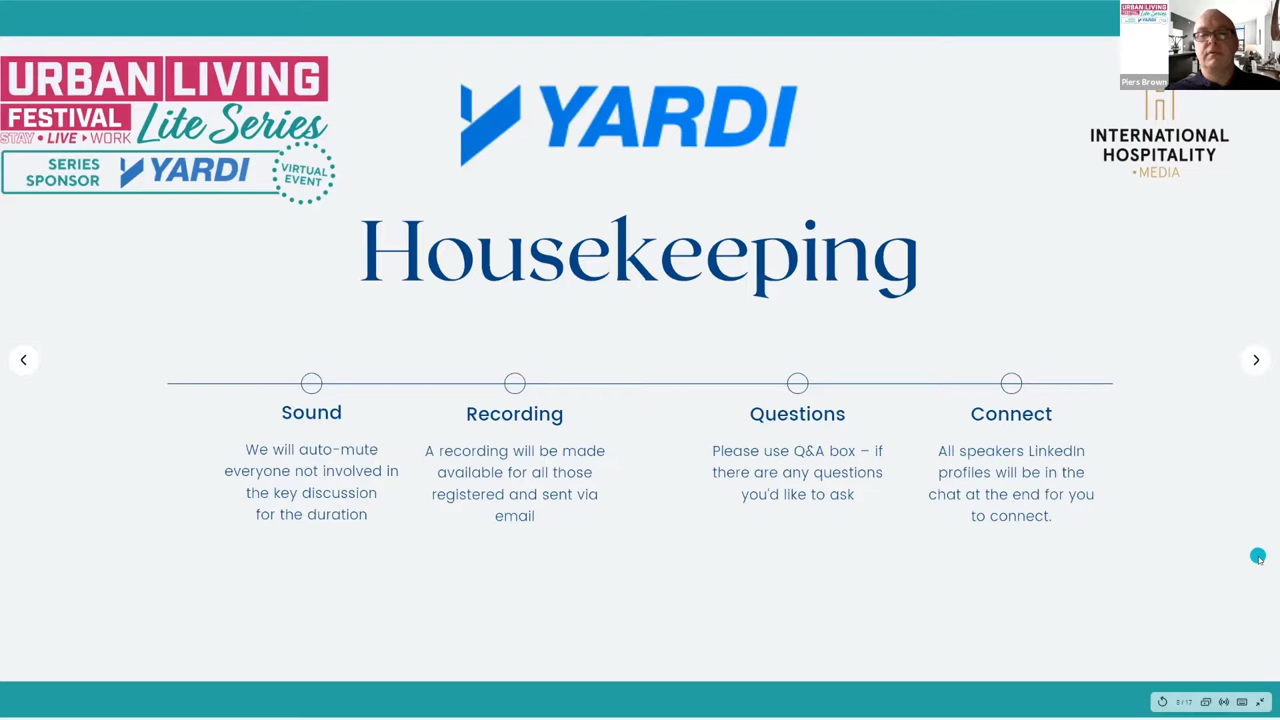 URBAN LIVING
FESTIVAL Lite Series
STAY • LIVE • WORK
SERIES
SPONSOR
YARDI
VIRTUAL
EVENT
YARDI
Piers Brown
INTERNATIONAL
HOSPITALITY
• MEDIA
Housekeeping
Sound
We will auto-mute
everyone not involved in
the key discussion
for the duration
Recording
A recording will be made
available for all those
registered and sent via
email
Questions
Please use Q&A box – if
there are any questions
you'd like to ask
Connect
All speakers LinkedIn
profiles will be in the
chat at the end for you
to connect.